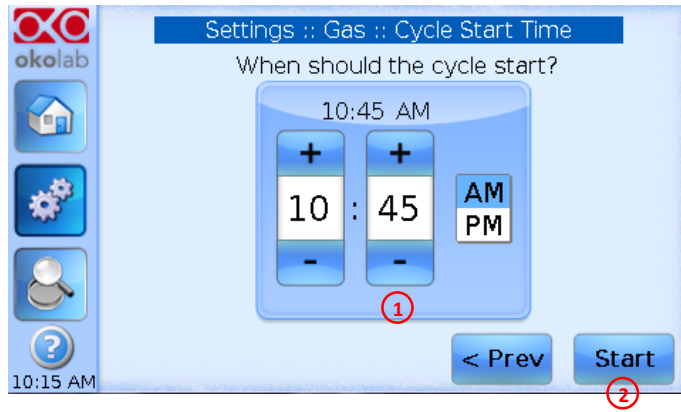 Settings :: Gas :: Cycle Start Time
okolab
When should the cycle start?
10:45 AM
+ +
10 : 45
AM
PM
- -
1
?
< Prev
Start
10:15 AM
2